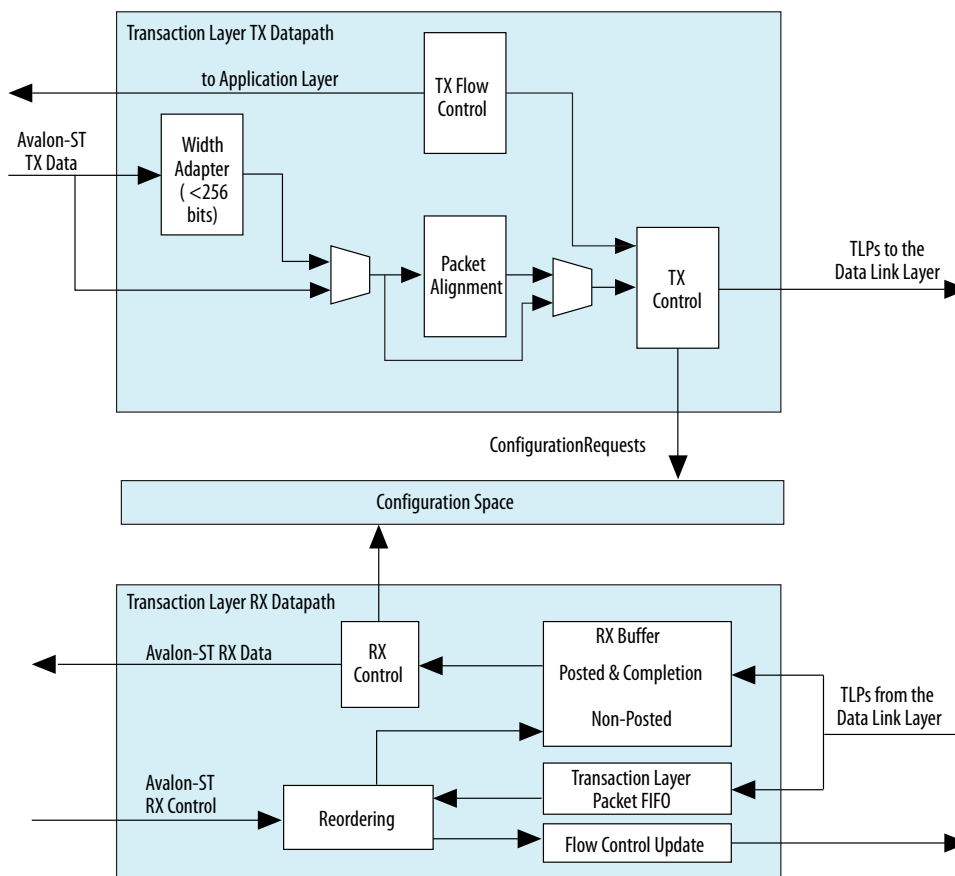 Transaction Layer TX Datapath
to Application Layer
TX Flow
Control
Avalon-ST
TX Data
Width
Adapter
( <256
bits)
Packet
Alignment
TX
Control
TLPs to the
Data Link Layer
ConfigurationRequests
Configuration Space
Transaction Layer RX Datapath
Avalon-ST RX Data
RX
Control
RX Buffer
Posted & Completion
Non-Posted
TLPs from the
Data Link Layer
Avalon-ST
RX Control
Reordering
Transaction Layer
Packet FIFO
Flow Control Update